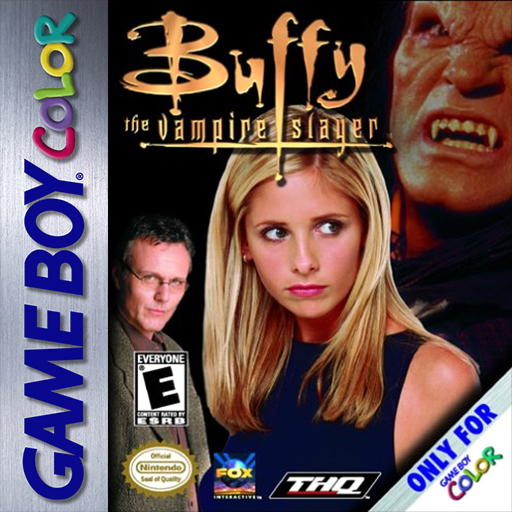 GAME BOY COLOR
Buffy
the vampire slayer
EVERYONE
E
CONTENT RATED BY
ESRB
Official
Nintendo
Seal of Quality
FOX
INTERACTIVE
THQ
ONLY FOR
GAME BOY
COLOR